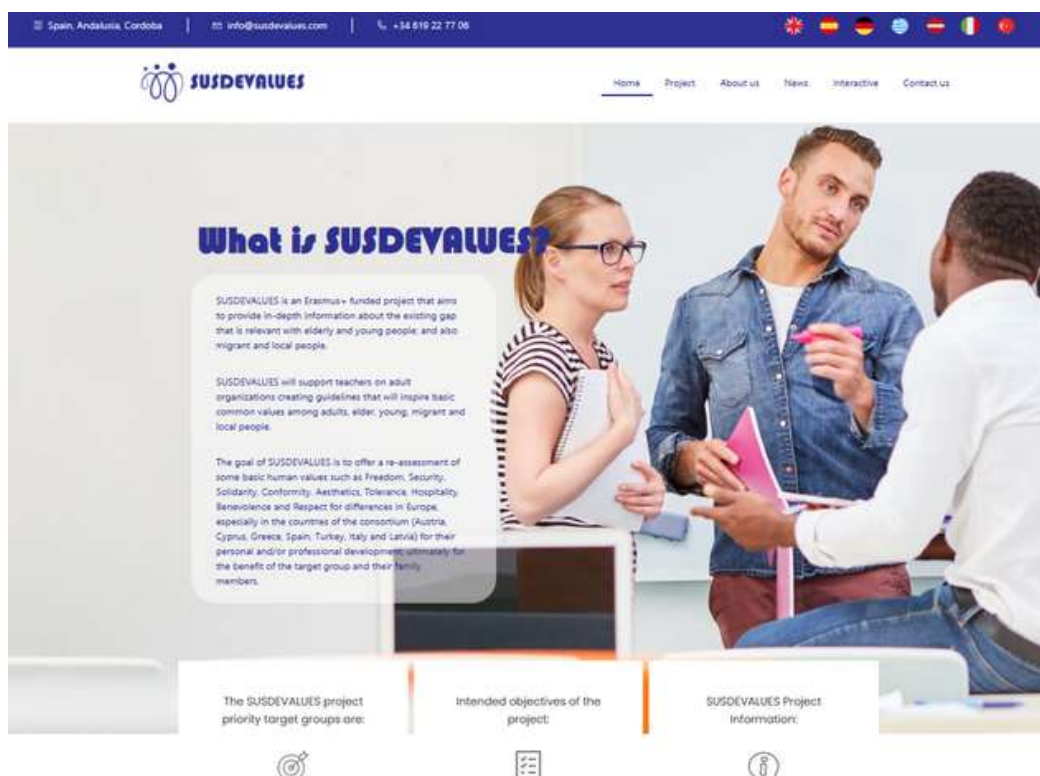 Spain, Andalusia, Cordoba
info@susdevalues.com
+34 619 22 77 06
SUSDEVALUES
Home
Project
About us
News
Interactive
Contact us
What is SUSDEVALUES?
SUSDEVALUES is an Erasmus+ funded project that aims
to provide in-depth information about the existing gap
that is relevant with elderly and young people; and also
migrant and local people.
SUSDEVALUES will support teachers on adult
organizations creating guidelines that will inspire basic
common values among adults, elder, young, migrant and
local people.
The goal of SUSDEVALUES is to offer a re-assessment of
some basic human values such as Freedom, Security,
Solidarity, Conformity, Aesthetics, Tolerance, Hospitality,
Benevolence and Respect for differences in Europe,
especially in the countries of the consortium (Austria,
Cyprus, Greece, Spain, Turkey, Italy and Latvia) for their
personal and/or professional development; ultimately for
the benefit of the target group and their family
members.
The SUSDEVALUES project
priority target groups are:
Intended objectives of the
project:
SUSDEVALUES Project
Information: